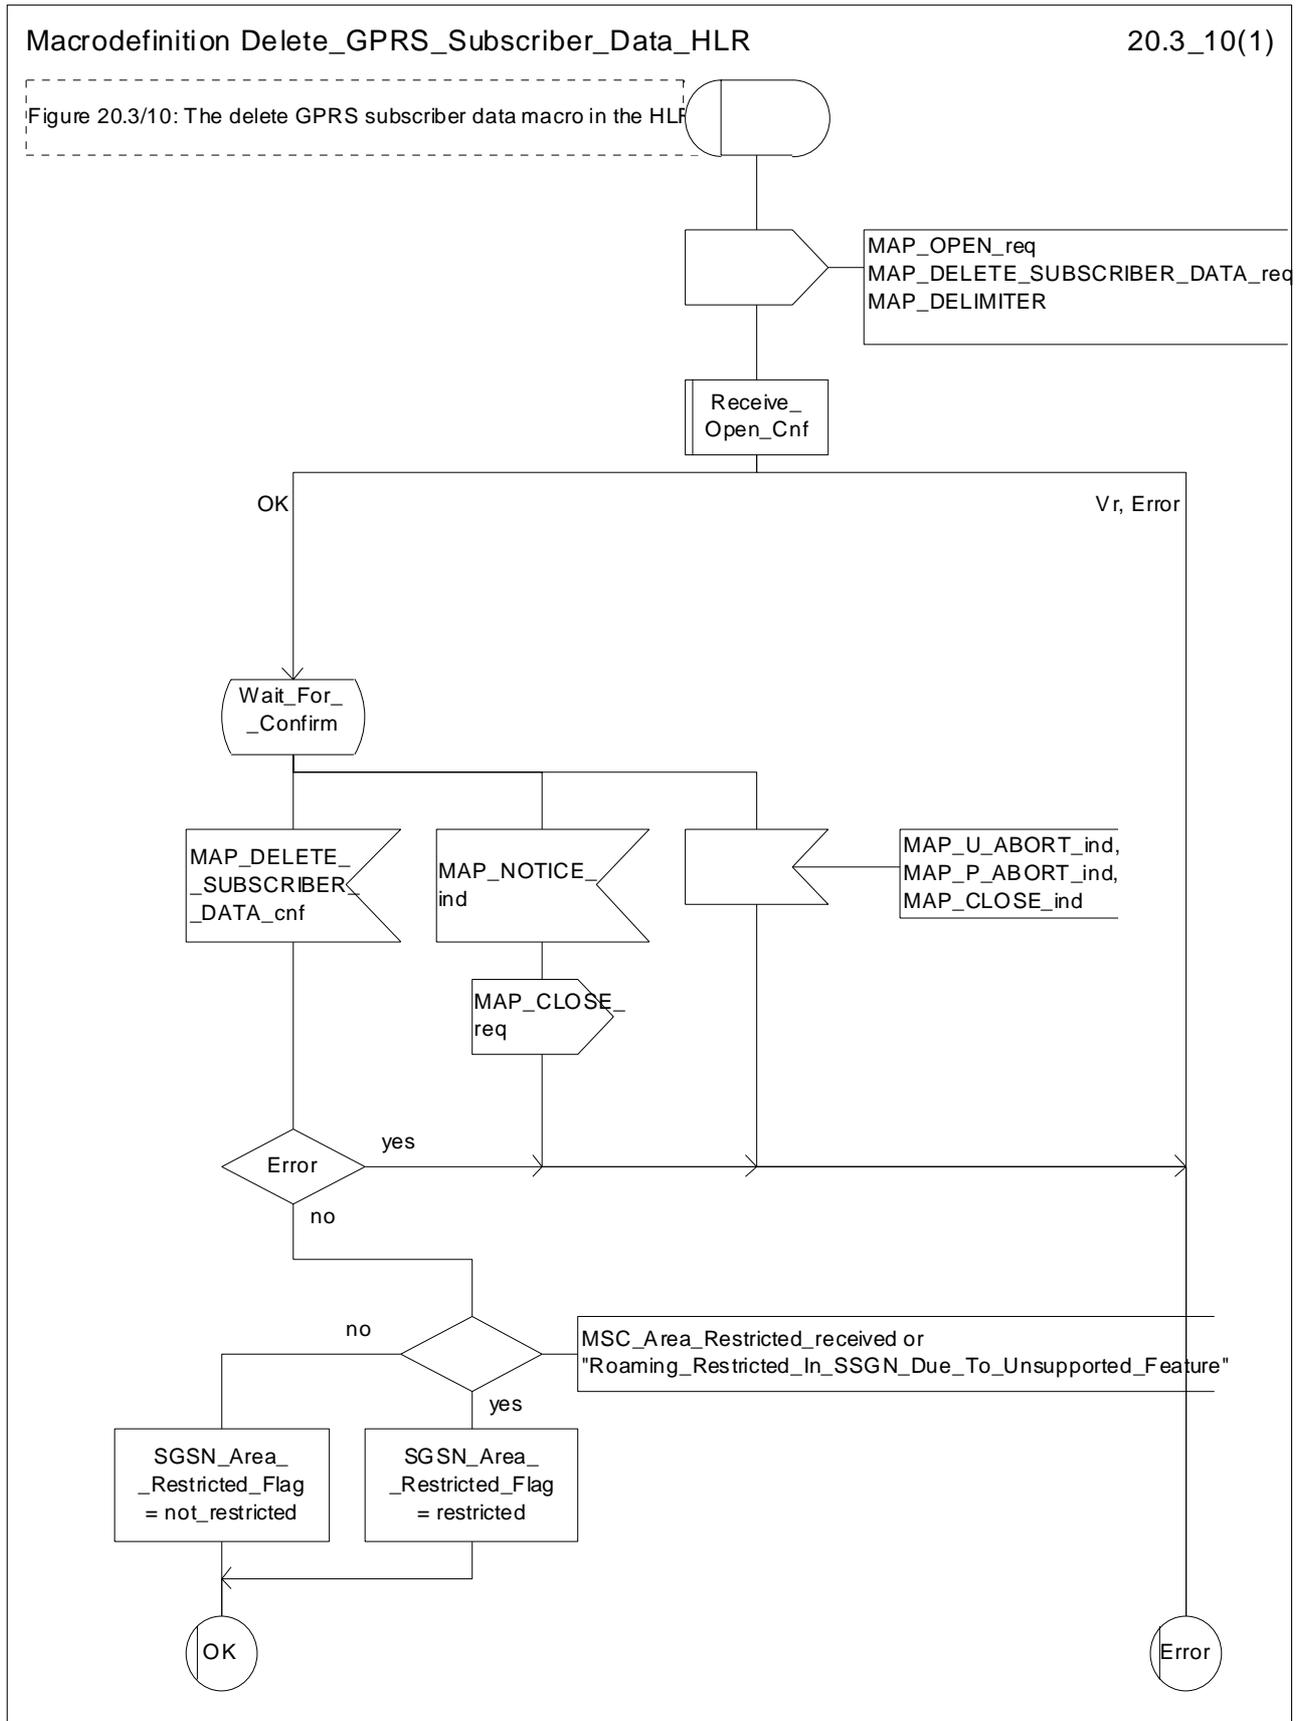 Macrodefinition Delete_GPRS_Subscriber_Data_HLR
20.3_10(1)
Figure 20.3/10: The delete GPRS subscriber data macro in the HLR
MAP_OPEN_req
MAP_DELETE_SUBSCRIBER_DATA_req
MAP_DELIMITER
Receive_
Open_Cnf
OK
Vr, Error
Wait_For_
_Confirm
MAP_DELETE_
_SUBSCRIBER_
_DATA_cnf
MAP_NOTICE_
ind
MAP_U_ABORT_ind,
MAP_P_ABORT_ind,
MAP_CLOSE_ind
MAP_CLOSE_
req
yes
Error
no
no
MSC_Area_Restricted_received or
"Roaming_Restricted_In_SSGN_Due_To_Unsupported_Feature"
yes
SGSN_Area_
_Restricted_Flag
= not_restricted
SGSN_Area_
_Restricted_Flag
= restricted
OK
Error